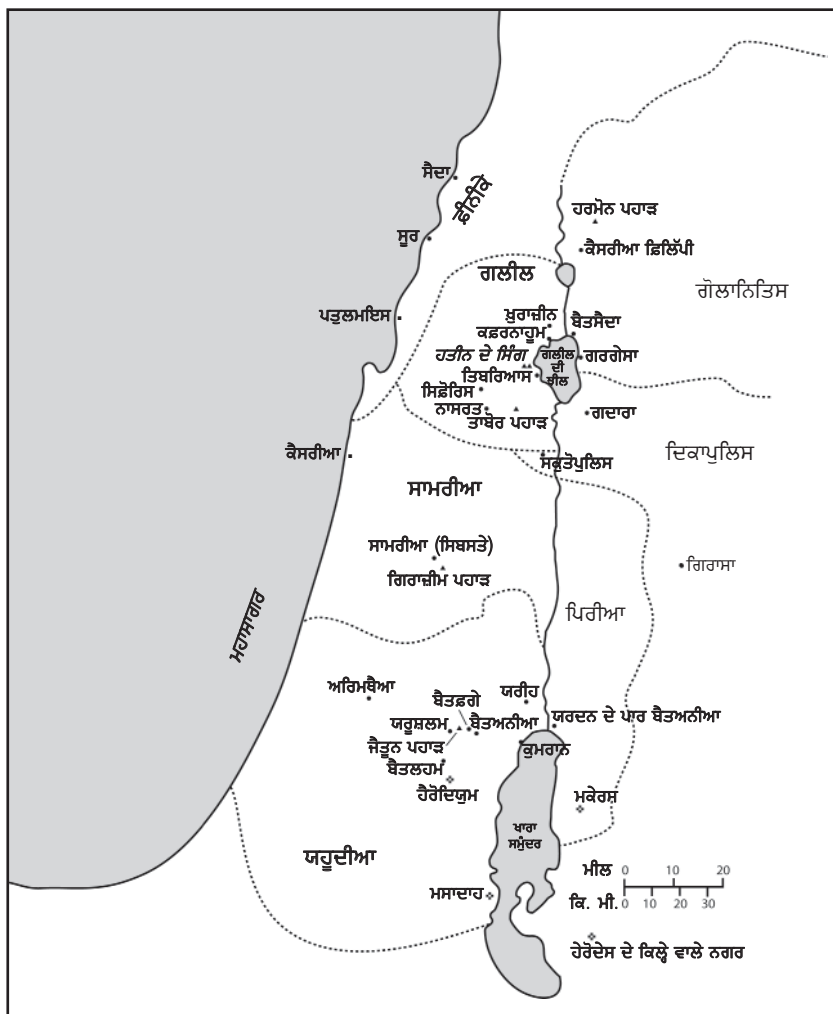 ਸੈਦਾ
ਫ਼ੀਨੀਕੇ
ਹਰਮੋਨ ਪਹਾੜ
ਸੂਰ
ਕੈਸਰੀਆ ਫ਼ਿਲਿੱਪੀ
ਗਲੀਲ
ਗੋਲਾਨਿਤਿਸ
ਪਤੁਲਮਾਇਸ
ਖ਼ੁਰਾਜ਼ੀਨ
ਬੈਤਸੈਦਾ
ਕਫ਼ਰਨਾਹੂਮ
ਹਤੀਨ ਦੇ ਸਿੰਗ
ਗਲੀਲ
ਦੀ
ਝੀਲ
ਗਰਗੇਸਾ
ਤਿਬਰਿਆਸ
ਸਿਫ਼ੋਰਿਸ
ਨਾਸਰਤ
ਤਾਬੋਰ ਪਹਾੜ
ਗਦਾਰਾ
ਕੈਸਰੀਆ
ਸਕੁਤੋਪੁਲਿਸ
ਦਿਕਾਪੁਲਿਸ
ਸਾਮਰੀਆ
ਸਾਮਰੀਆ (ਸਿਬਸਤੇ)
ਗਿਰਾਜ਼ੀਮ ਪਹਾੜ
ਗਿਰਾਸਾ
ਮਹਾਸਾਗਰ
ਪਿਰੀਆ
ਅਰਿਮਥੈਆ
ਬੈਤਫ਼ਗੇ
ਯਰੀਹ
ਯਰੂਸ਼ਲਮ
ਬੈਤਅਨੀਆ
ਯਰਦਨ ਦੇ ਪਾਰ ਬੈਤਅਨੀਆ
ਜੈਤੂਨ ਪਹਾੜ
ਕੁਮਰਾਨ
ਬੈਤਲਹਮ
ਹੈਰੋਦਿਯੁਮ
ਮਕੇਰਸ਼
ਖਾਰਾ
ਸਮੁੰਦਰ
ਯਹੂਦੀਆ
ਮੀਲ 0 10 20
ਮਸਾਦਾਹ
ਕਿ. ਮੀ. 0 10 20 30
ਹੇਰੋਦੇਸ ਦੇ ਕਿਲ੍ਹੇ ਵਾਲੇ ਨਗਰ